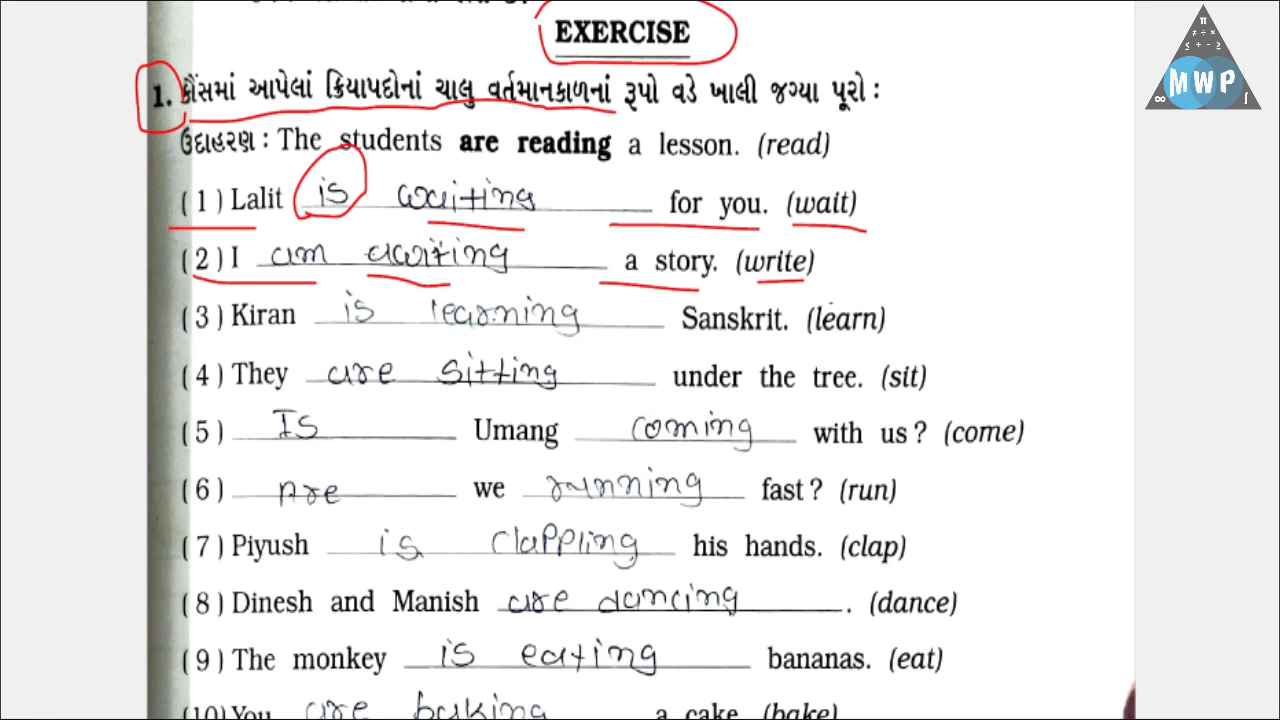 EXERCISE
1. કૌંસમાં આપેલાં ક્રિયાપદોનાં ચાલુ વર્તમાનકાળનાં રૂપો વડે ખાલી જગ્યા પૂરો :
ઉદાહરણ : The students are reading a lesson. (read)
(1) Lalit is waiting for you. (wait)
(2) I am a story. (write)
(3) Kiran is learning Sanskrit. (learn)
(4) They are sitting under the tree. (sit)
(5) Is Umang coming with us? (come)
(6) Are we running fast? (run)
(7) Piyush is clappling his hands. (clap)
(8) Dinesh and Manish are dancing. (dance)
(9) The monkey is eating bananas. (eat)
(10) You are baking a cake. (bake)
MWP